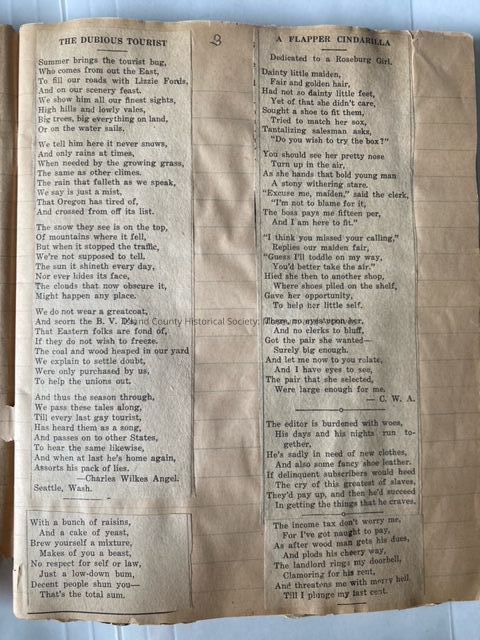 THE DUBIOUS TOURIST
Summer brings the tourist bug,
Who comes from out the East,
To fill our roads with Lizzie Fords,
And on our scenery feast.
We show him all our finest sights,
High hills and lowly vales,
Big trees, big everything on land,
Or on the water sails.
We tell him here it never snows,
And only rains at times,
When needed by the growing grass,
The same as other climes.
The rain that falleth as we speak,
We say is just a mist,
That Oregon has tired of,
And crossed from off its list.
The snow they see is on the top,
Of mountains where it fell,
But when it stopped the traffic,
We're not supposed to tell.
The sun it shineth every day,
Nor ever hides its face,
The clouds that now obscure it,
Might happen any place.
We do not wear a greatcoat,
And scorn the B. V. D's,
That Eastern folks are fond of,
If they do not wish to freeze.
The coal and wood heaped in our yard
We explain to settle doubt,
Were only purchased by us,
To help the unions out.
And thus the season through,
We pass these tales along,
Till every last gay tourist,
Has heard them as a song,
And passes on to other States,
To hear the same likewise,
And when at last he's home again,
Assorts his pack of lies.
—Charles Wilkes Angel.
Seattle, Wash.
With a bunch of raisins,
And a cake of yeast,
Brew yourself a mixture,
Makes of you a beast,
No respect for self or law,
Just a low-down bum,
Decent people shun you—
That's the total sum.
3
A FLAPPER CINDARILLA
Dedicated to a Roseburg Girl.
Dainty little maiden,
Fair and golden hair,
Had not so dainty little feet,
Yet of that she didn't care,
Sought a shoe to fit them,
Tried to match her sox,
Tantalizing salesman asks,
"Do you wish to try the box?"
You should see her pretty nose
Turn up in the air,
As she hands that bold young man
A stony withering stare.
"Excuse me, maiden," said the clerk,
"I'm not to blame for it,
The boss pays me fifteen per,
And I am here to fit."
"I think you missed your calling,"
Replies our maiden fair,
"Guess I'll toddle on my way,
You'd better take the air."
Hied she then to another shop,
Where shoes piled on the shelf,
Gave her opportunity,
To help her little self.
There, no eyes upon her,
And no clerks to bluff,
Got the pair she wanted—
Surely big enough.
And let me now to you relate,
And I have eyes to see,
The pair that she selected,
Were large enough for me.
— C. W. A.
The editor is burdened with woes,
His days and his nights run to-
gether,
He's sadly in need of new clothes,
And also some fancy shoe leather.
If delinquent subscribers would heed
The cry of this greatest of slaves,
They'd pay up, and then he'd succeed
In getting the things that he craves.
The income tax don't worry me,
For I've naught to pay,
As after wood man gets his dues,
And plods his cheery way,
The landlord rings my doorbell,
Clamoring for his rent,
And threatens me with merry hell,
Till I plunge my last cent.
County Historical Society: